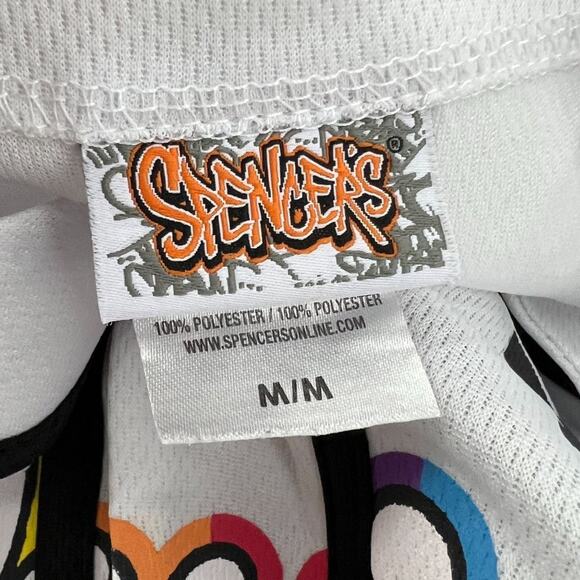 SPENCER'S ®
100% POLYESTER / 100% POLYESTER
WWW.SPENCERSONLINE.COM
M/M